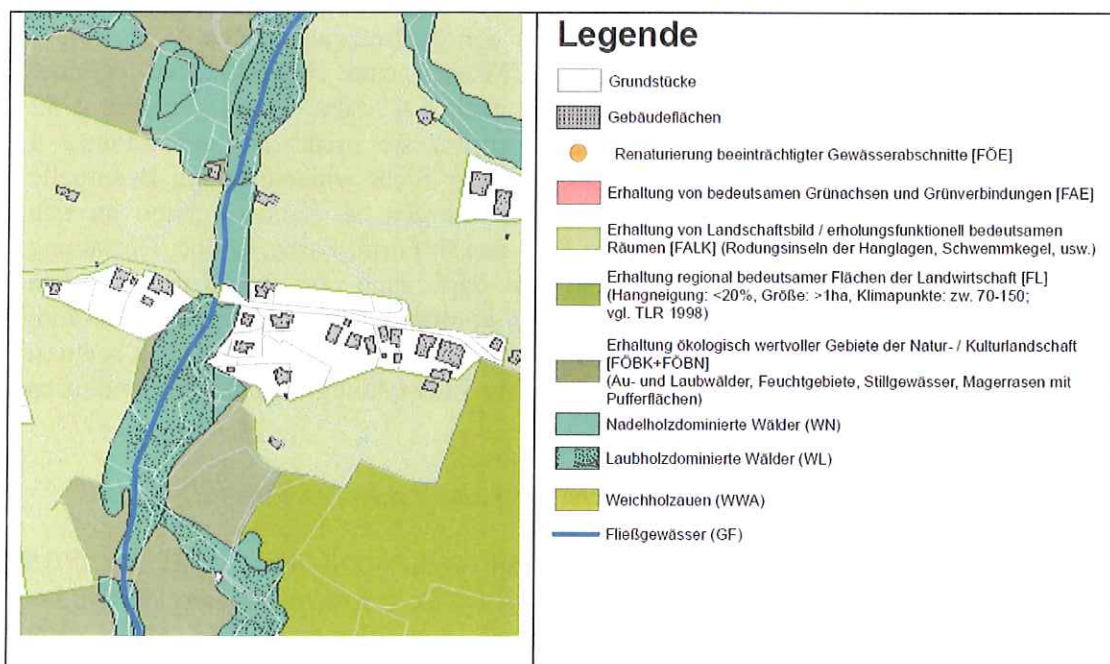 Legende
Grundstücke
Gebäudeflächen
Renaturierung beeinträchtigter Gewässerabschnitte [FÖE]
Erhaltung von bedeutsamen Grünachsen und Grünverbindungen [FAE]
Erhaltung von Landschaftsbild / erholungsfunktionell bedeutsamen
Räumen [FALK] (Rodungsinseln der Hanglagen, Schwemmkegel, usw.)
Erhaltung regional bedeutsamer Flächen der Landwirtschaft [FL]
(Hangneigung: <20%, Größe: >1ha, Klimapunkte: zw. 70-150;
vgl. TLR 1998)
Erhaltung ökologisch wertvoller Gebiete der Natur- / Kulturlandschaft
[FÖBK+FÖBN]
(Au- und Laubwälder, Feuchtgebiete, Stillgewässer, Magerrasen mit
Pufferflächen)
Nadelholzdominierte Wälder (WN)
Laubholzdominierte Wälder (WL)
Weichholzauen (WWA)
Fließgewässer (GF)